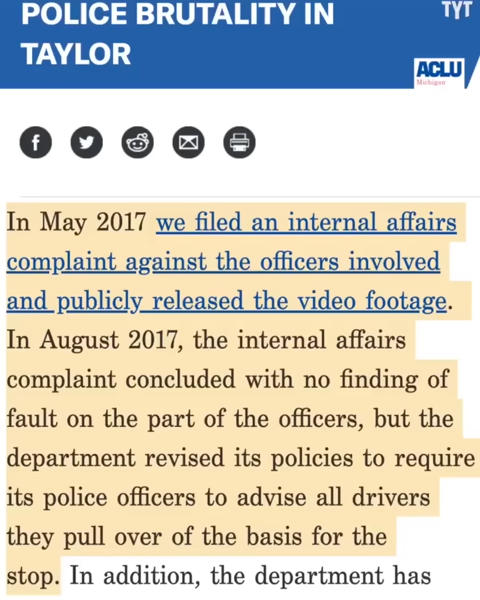 POLICE BRUTALITY IN
TAYLOR
TYT
ACLU
Michigan
In May 2017 we filed an internal affairs
complaint against the officers involved
and publicly released the video footage.
In August 2017, the internal affairs
complaint concluded with no finding of
fault on the part of the officers, but the
department revised its policies to require
its police officers to advise all drivers
they pull over of the basis for the
stop. In addition, the department has